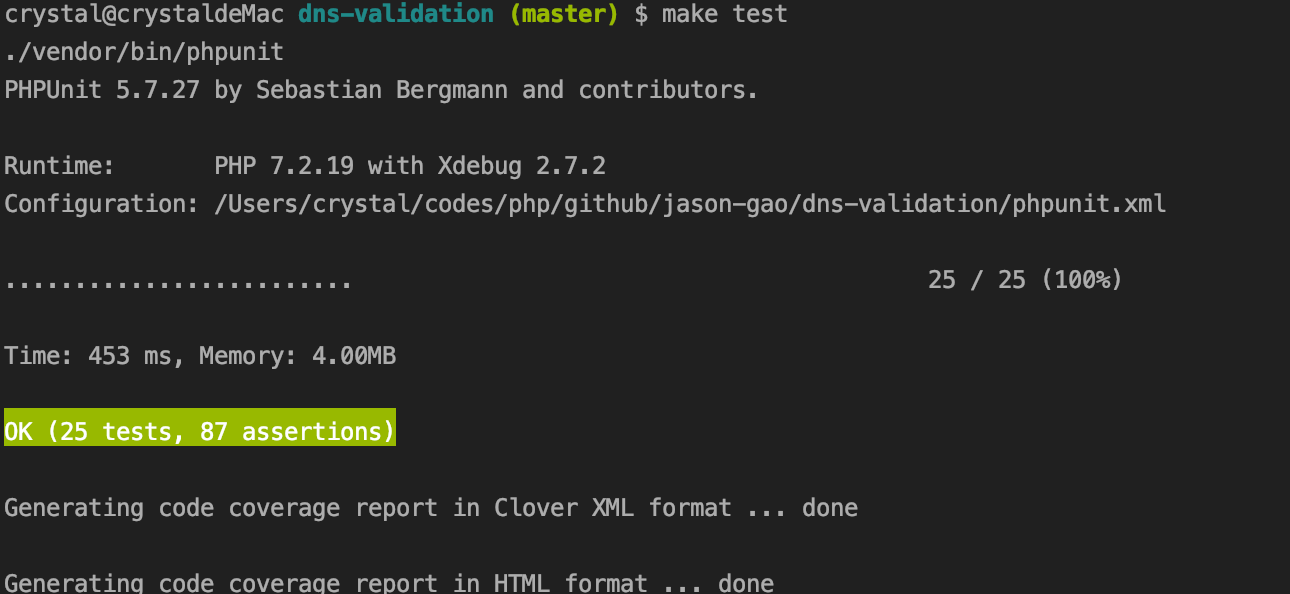 crystal@crystaldeMac dns-validation (master) $ make test
./vendor/bin/phpunit
PHPUnit 5.7.27 by Sebastian Bergmann and contributors.
Runtime:       PHP 7.2.19 with Xdebug 2.7.2
Configuration: /Users/crystal/codes/php/github/jason-gao/dns-validation/phpunit.xml
.........................                                         25 / 25 (100%)
Time: 453 ms, Memory: 4.00MB
OK (25 tests, 87 assertions)
Generating code coverage report in Clover XML format ... done
Generating code coverage report in HTML format ... done